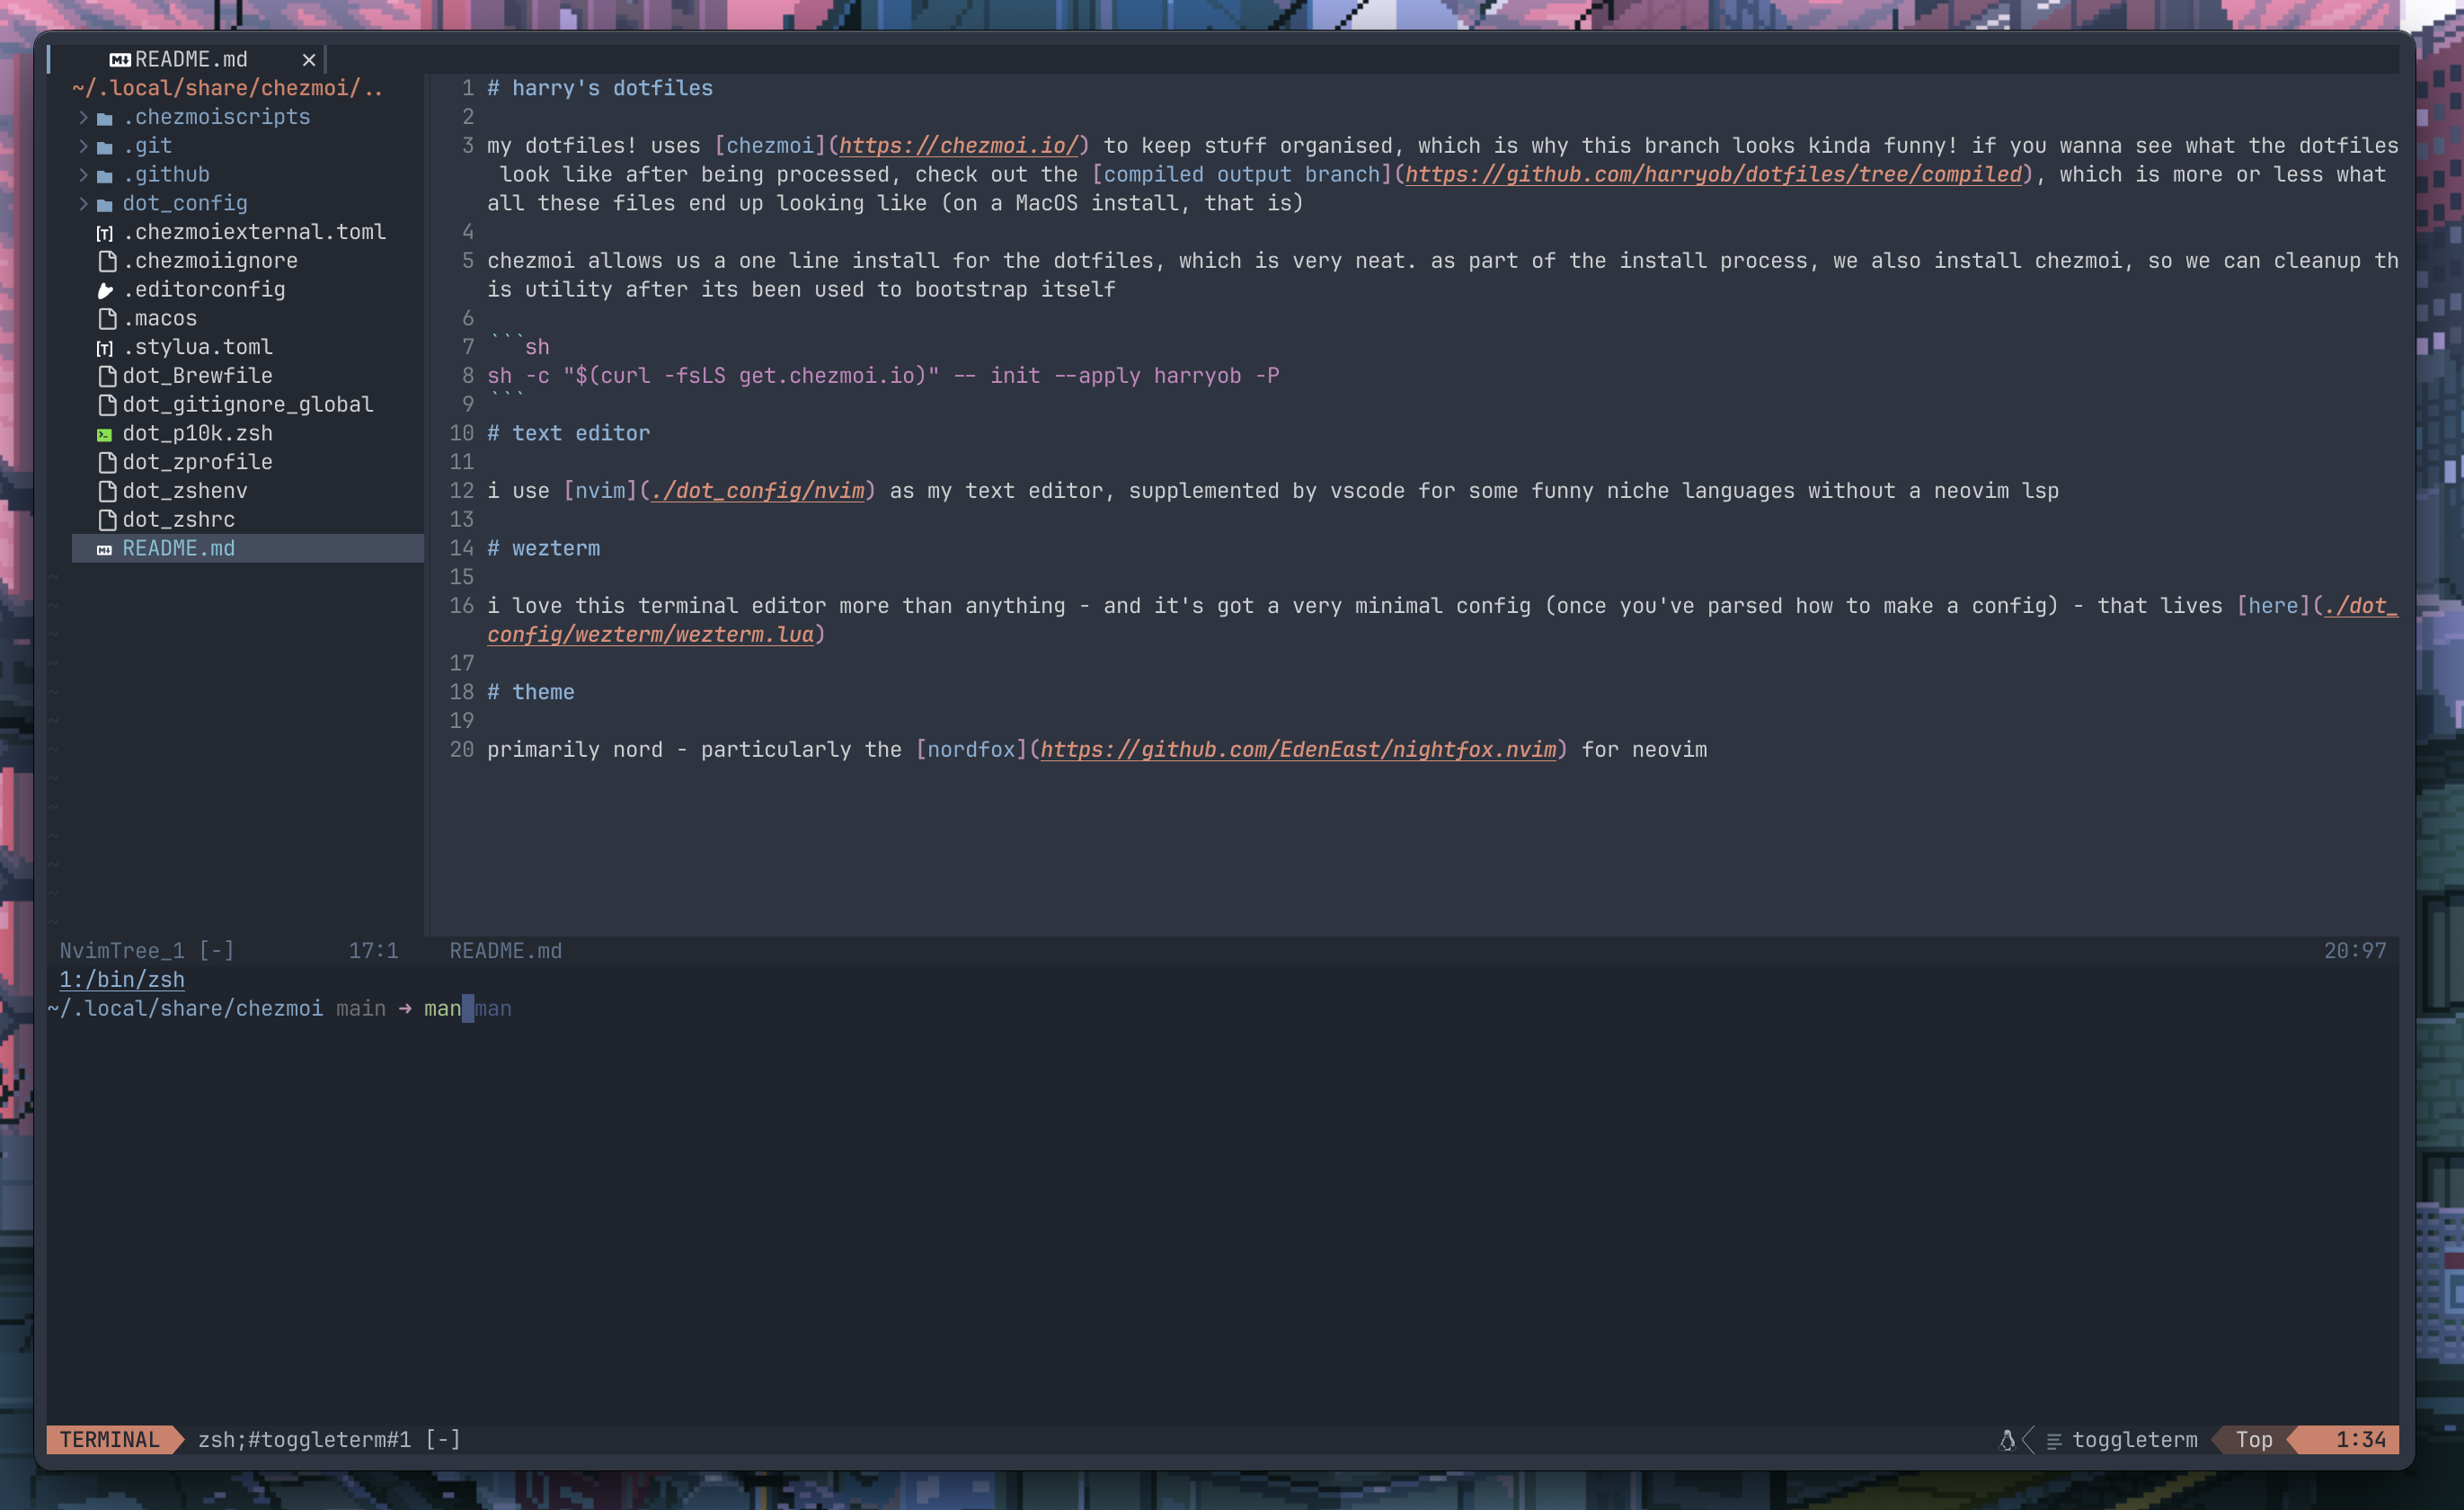 README.md ×
~/.local/share/chezmoi/..
.chezmoiscripts
.git
.github
dot_config
.chezmoiexternal.toml
.chezmoiignore
.editorconfig
.macos
.stylua.toml
dot_Brewfile
dot_gitignore_global
dot_p10k.zsh
dot_zprofile
dot_zshenv
dot_zshrc
README.md
1 # harry's dotfiles
2
3 my dotfiles! uses [chezmoi](https://chezmoi.io/) to keep stuff organised, which is why this branch looks kinda funny! if you wanna see what the dotfiles
look like after being processed, check out the [compiled output branch](https://github.com/harryob/dotfiles/tree/compiled), which is more or less what
all these files end up looking like (on a MacOS install, that is)
4
5 chezmoi allows us a one line install for the dotfiles, which is very neat. as part of the install process, we also install chezmoi, so we can cleanup th
is utility after its been used to bootstrap itself
6
7 ```sh
8 sh -c "$(curl -fsLS get.chezmoi.io)" -- init --apply harryob -P
9 ```
10 # text editor
11
12 i use [nvim](./dot_config/nvim) as my text editor, supplemented by vscode for some funny niche languages without a neovim lsp
13
14 # wezterm
15
16 i love this terminal editor more than anything - and it's got a very minimal config (once you've parsed how to make a config) - that lives [here](./dot_
config/wezterm/wezterm.lua)
17
18 # theme
19
20 primarily nord - particularly the [nordfox](https://github.com/EdenEast/nightfox.nvim) for neovim
NvimTree_1 [-] 17:1 README.md 20:97
1:/bin/zsh
~/.local/share/chezmoi main → man man
TERMINAL zsh;#toggleterm#1 [-] toggleterm Top 1:34